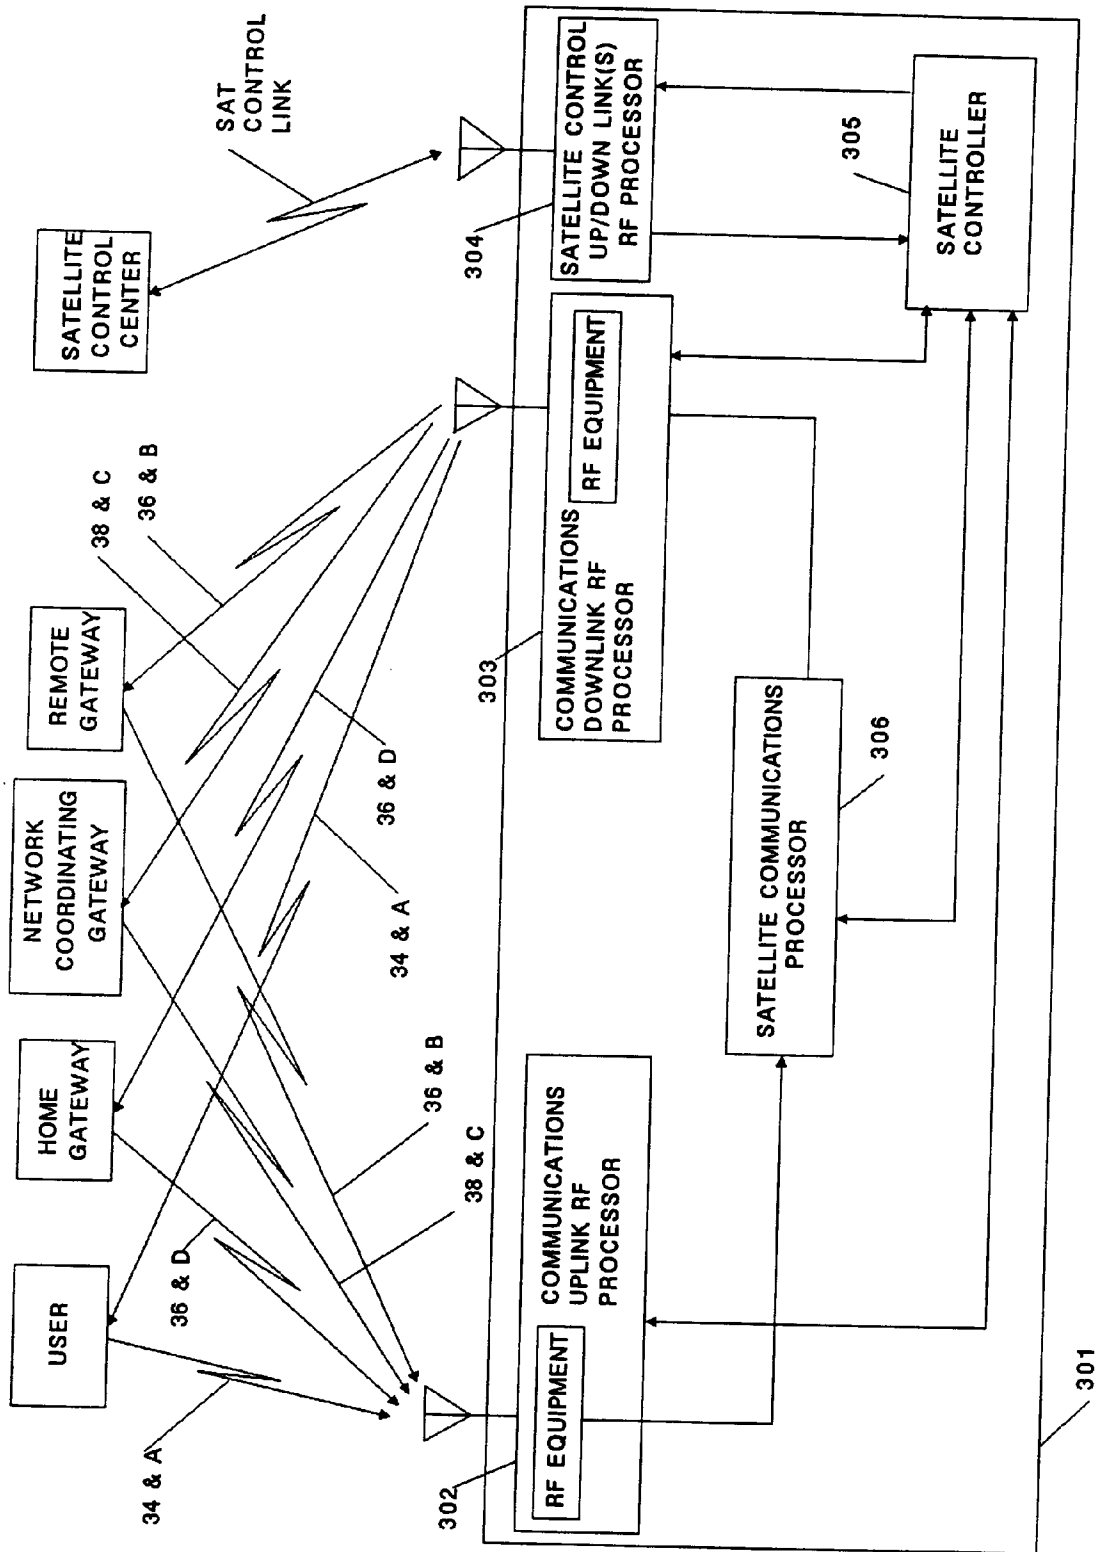 USER
HOME
GATEWAY
NETWORK
COORDINATING
GATEWAY
REMOTE
GATEWAY
SATELLITE
CONTROL
CENTER
SAT
CONTROL
LINK
34 & A
36 & D
38 & C
36 & B
38 & C
36 & B
34 & A
36 & D
302
RF EQUIPMENT
COMMUNICATIONS
UPLINK RF
PROCESSOR
303
COMMUNICATIONS
DOWNLINK RF
PROCESSOR
RF EQUIPMENT
304
SATELLITE CONTROL
UP/DOWN LINK(S)
RF PROCESSOR
SATELLITE COMMUNICATIONS
PROCESSOR
306
305
SATELLITE
CONTROLLER
301